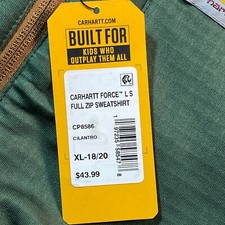 CARHARTT.COM
BUILT FOR
KIDS WHO
OUTPLAY THEM ALL
CARHARTT FORCE™ L S
FULL ZIP SWEATSHIRT
CP8586
CILANTRO
XL-18/20
$43.99